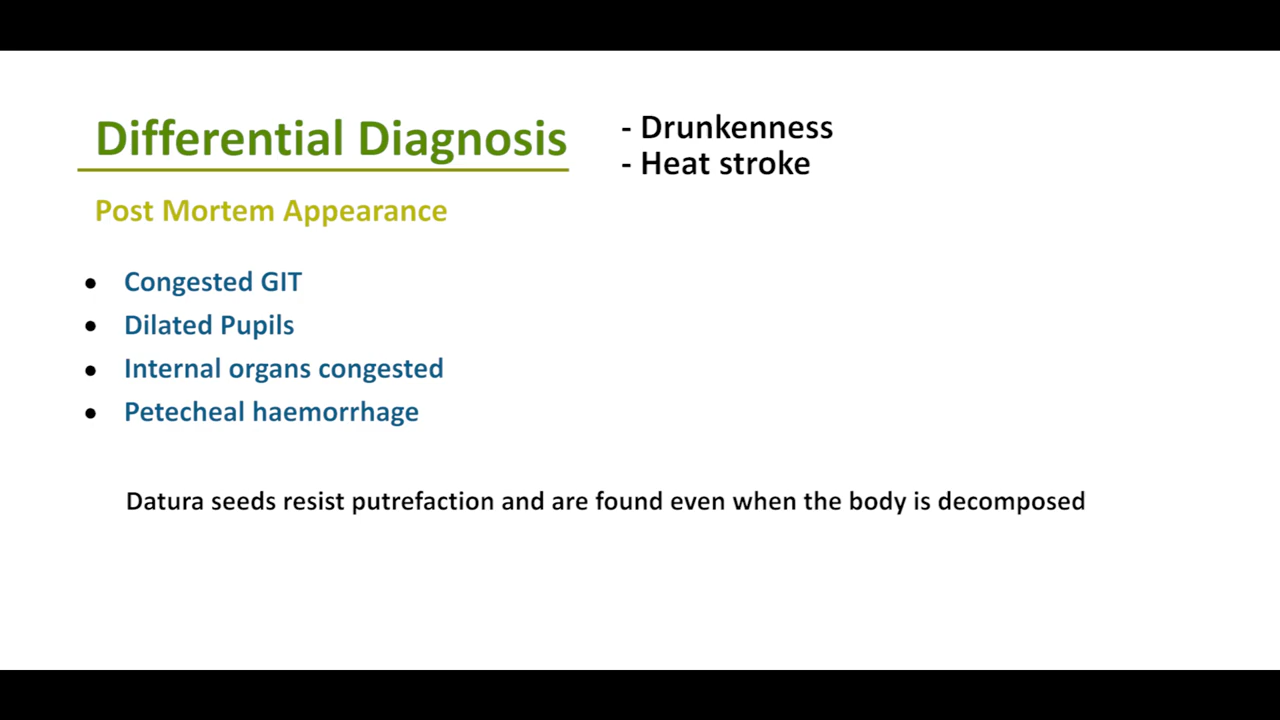 Differential Diagnosis
- Drunkenness
- Heat stroke
Post Mortem Appearance
• Congested GIT
• Dilated Pupils
• Internal organs congested
• Petecheal haemorrhage
Datura seeds resist putrefaction and are found even when the body is decomposed